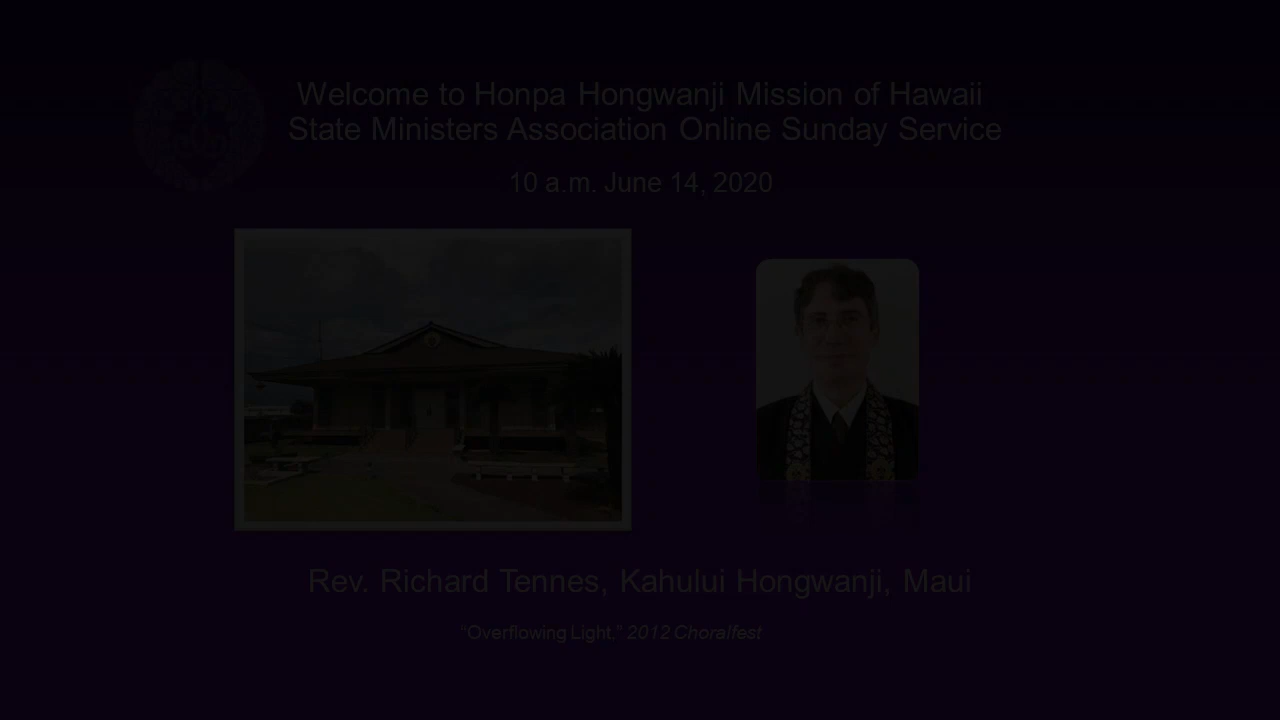 Welcome to Honpa Hongwanji Mission of Hawaii
State Ministers Association Online Sunday Service
10 a.m. June 14, 2020
Rev. Richard Tennes, Kahului Hongwanji, Maui
“Overflowing Light.” 2012 Choralfest